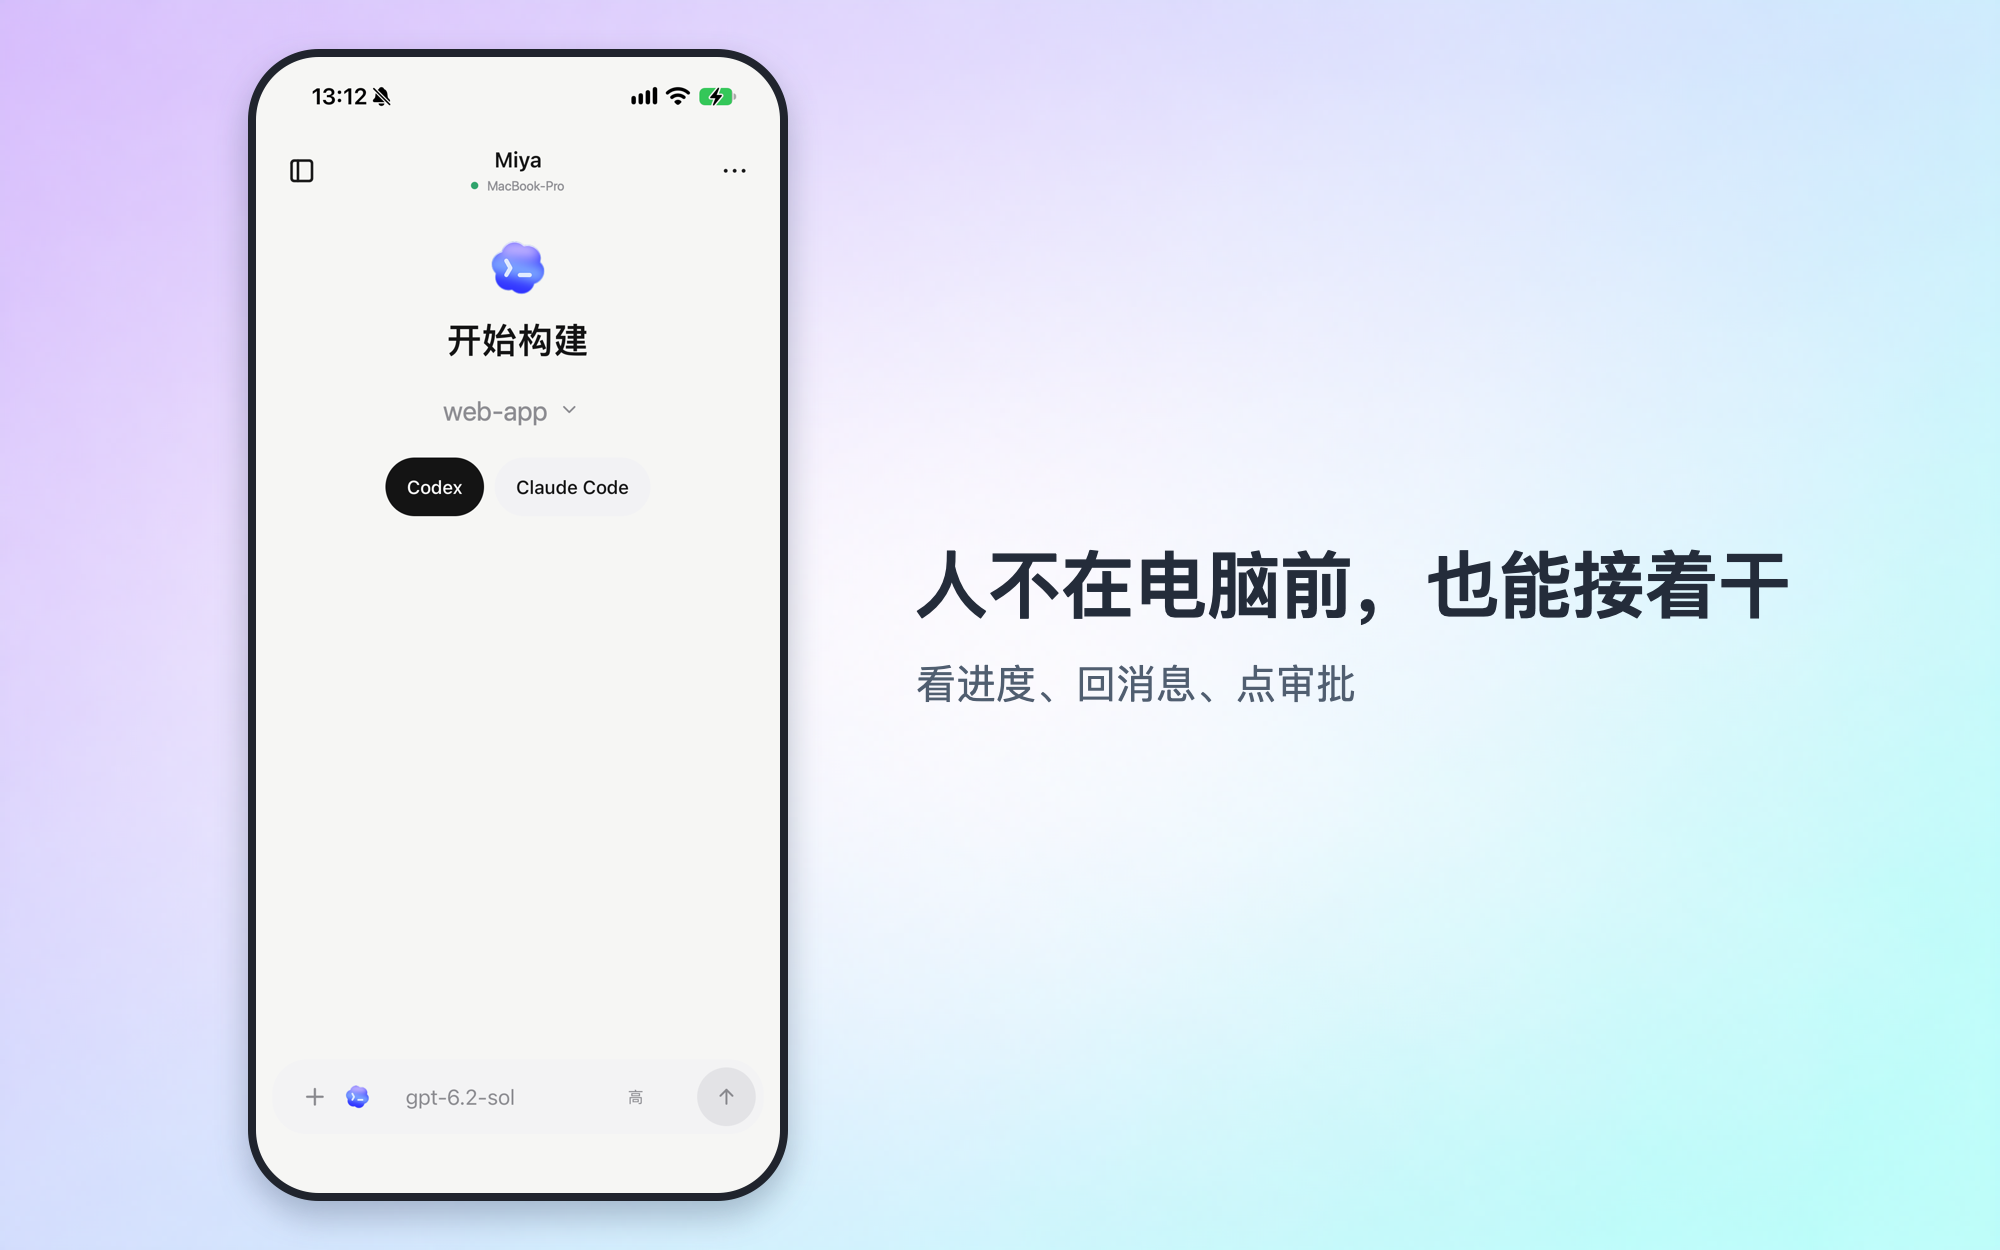 13:12
Miya
MacBook-Pro
开始构建
web-app
Codex
Claude Code
gpt-6.2-sol
高
人不在电脑前，也能接着干
看进度、回消息、点审批